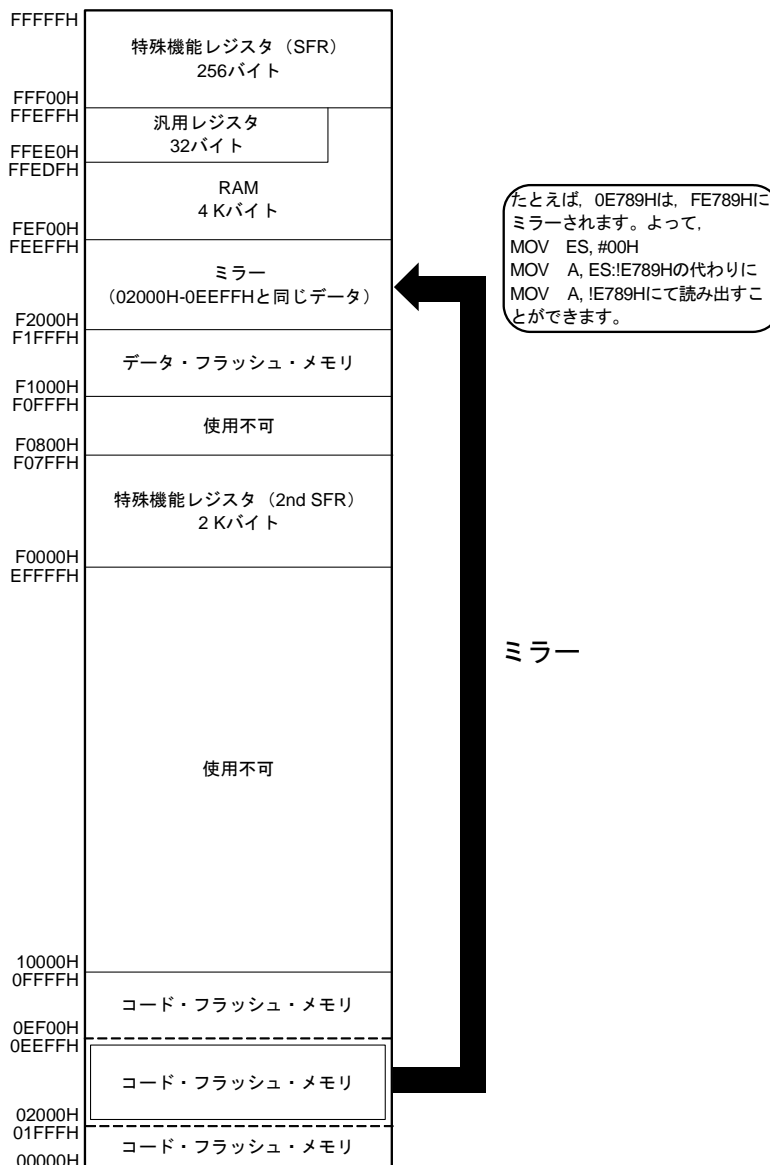 FFFFFH
特殊機能レジスタ（SFR）
256バイト
FFF00H
FFEFFH
汎用レジスタ
32バイト
FFEE0H
FFEDFH
RAM
4 Kバイト
FEF00H
FEEFFH
ミラー
（02000H-0EEFFHと同じデータ）
F2000H
F1FFFH
データ・フラッシュ・メモリ
F1000H
F0FFFH
使用不可
F0800H
F07FFH
特殊機能レジスタ（2nd SFR）
2 Kバイト
F0000H
EFFFFH
使用不可
10000H
0FFFFH
コード・フラッシュ・メモリ
0EF00H
0EEFFH
コード・フラッシュ・メモリ
02000H
01FFFH
コード・フラッシュ・メモリ
00000H
たとえば，0E789Hは，FE789Hに
ミラーされます。よって，
MOV ES, #00H
MOV A, ES:!E789Hの代わりに
MOV A, !E789Hにて読み出すこ
とができます。
ミラー